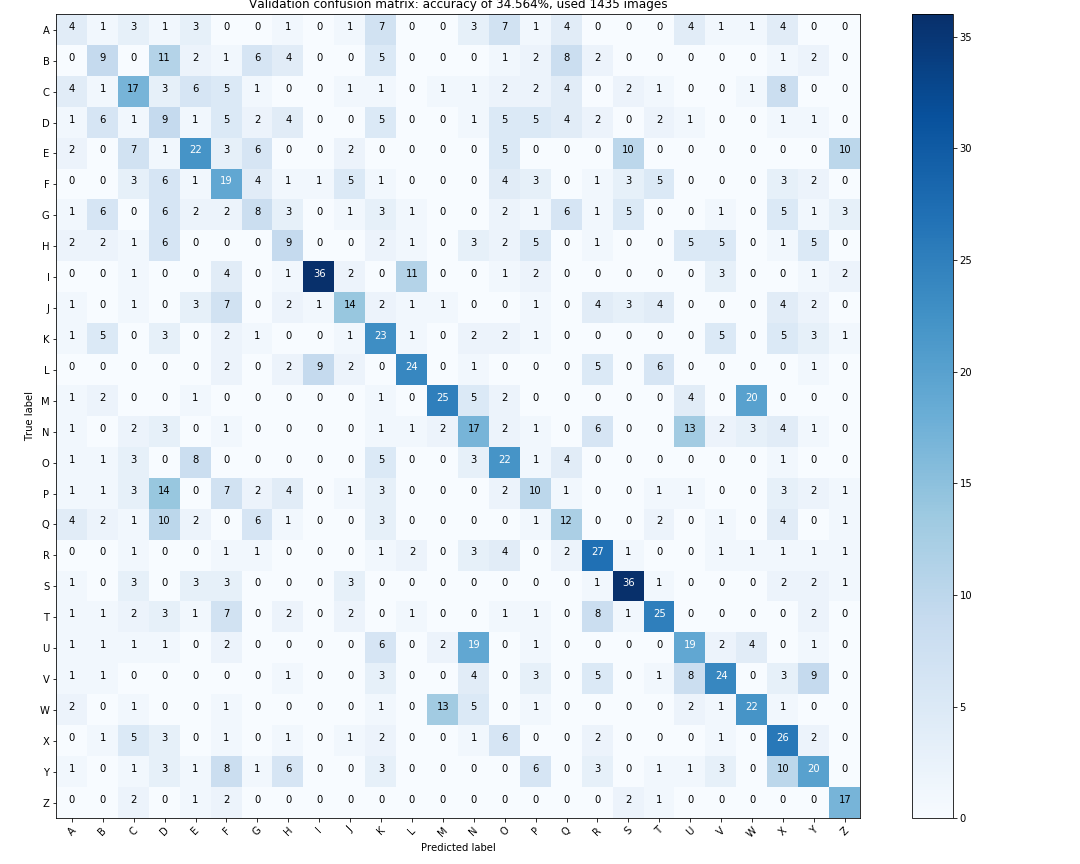 Validation confusion matrix: accuracy of 34.564%, used 1435 images
A 4 1 3 1 3 0 0 1 0 1 7 0 0 3 7 1 4 0 0 0 4 1 1 4 0 0
B 0 9 0 11 2 1 6 4 0 0 5 0 0 0 1 2 8 2 0 0 0 0 0 1 2 0
C 4 1 17 3 6 5 1 0 0 1 1 0 1 1 2 2 4 0 2 1 0 0 1 8 0 0
D 1 6 1 9 1 5 2 4 0 0 5 0 0 1 5 5 4 2 0 2 1 0 0 1 1 0
E 2 0 7 1 22 3 6 0 0 2 0 0 0 0 5 0 0 0 10 0 0 0 0 0 0 10
F 0 0 3 6 1 19 4 1 1 5 1 0 0 0 4 3 0 1 3 5 0 0 0 3 2 0
G 1 6 0 6 2 2 8 3 0 1 3 1 0 0 2 1 6 1 5 0 0 1 0 5 1 3
H 2 2 1 6 0 0 0 9 0 0 2 1 0 3 2 5 0 1 0 0 5 5 0 1 5 0
I 0 0 1 0 0 4 0 1 36 2 0 11 0 0 1 2 0 0 0 0 0 3 0 0 1 2
J 1 0 1 0 3 7 0 2 1 14 2 1 1 0 0 1 0 4 3 4 0 0 0 4 2 0
K 1 5 0 3 0 2 1 0 0 1 23 1 0 2 2 1 0 0 0 0 0 5 0 5 3 1
L 0 0 0 0 0 2 0 2 9 2 0 24 0 1 0 0 0 5 0 6 0 0 0 0 1 0
M 1 2 0 0 1 0 0 0 0 0 1 0 25 5 2 0 0 0 0 0 4 0 20 0 0 0
N 1 0 2 3 0 1 0 0 0 0 1 1 2 17 2 1 0 6 0 0 13 2 3 4 1 0
O 1 1 3 0 8 0 0 0 0 0 5 0 0 3 22 1 4 0 0 0 0 0 0 1 0 0
P 1 1 3 14 0 7 2 4 0 1 3 0 0 0 2 10 1 0 0 1 1 0 0 3 2 1
Q 4 2 1 10 2 0 6 1 0 0 3 0 0 0 0 1 12 0 0 2 0 1 0 4 0 1
R 0 0 1 0 0 1 1 0 0 0 1 2 0 3 4 0 2 27 1 0 0 1 1 1 1 1
S 1 0 3 0 3 3 0 0 0 3 0 0 0 0 0 0 0 1 36 1 0 0 0 2 2 1
T 1 1 2 3 1 7 0 2 0 2 0 1 0 0 1 1 0 8 1 25 0 0 0 0 2 0
U 1 1 1 1 0 2 0 0 0 0 6 0 2 19 0 1 0 0 0 0 19 2 4 0 1 0
V 1 1 0 0 0 0 0 1 0 0 3 0 0 4 0 3 0 5 0 1 8 24 0 3 9 0
W 2 0 1 0 0 1 0 0 0 0 1 0 13 5 0 1 0 0 0 0 2 1 22 1 0 0
X 0 1 5 3 0 1 0 1 0 1 2 0 0 1 6 0 0 2 0 0 0 1 0 26 2 0
Y 1 0 1 3 1 8 1 6 0 0 3 0 0 0 0 6 0 3 0 1 1 3 0 10 20 0
Z 0 0 2 0 1 2 0 0 0 0 0 0 0 0 0 0 0 0 2 1 0 0 0 0 0 17
A B C D E F G H I J K L M N O P Q R S T U V W X Y Z
Predicted label
True label
35
30
25
20
15
10
5
0